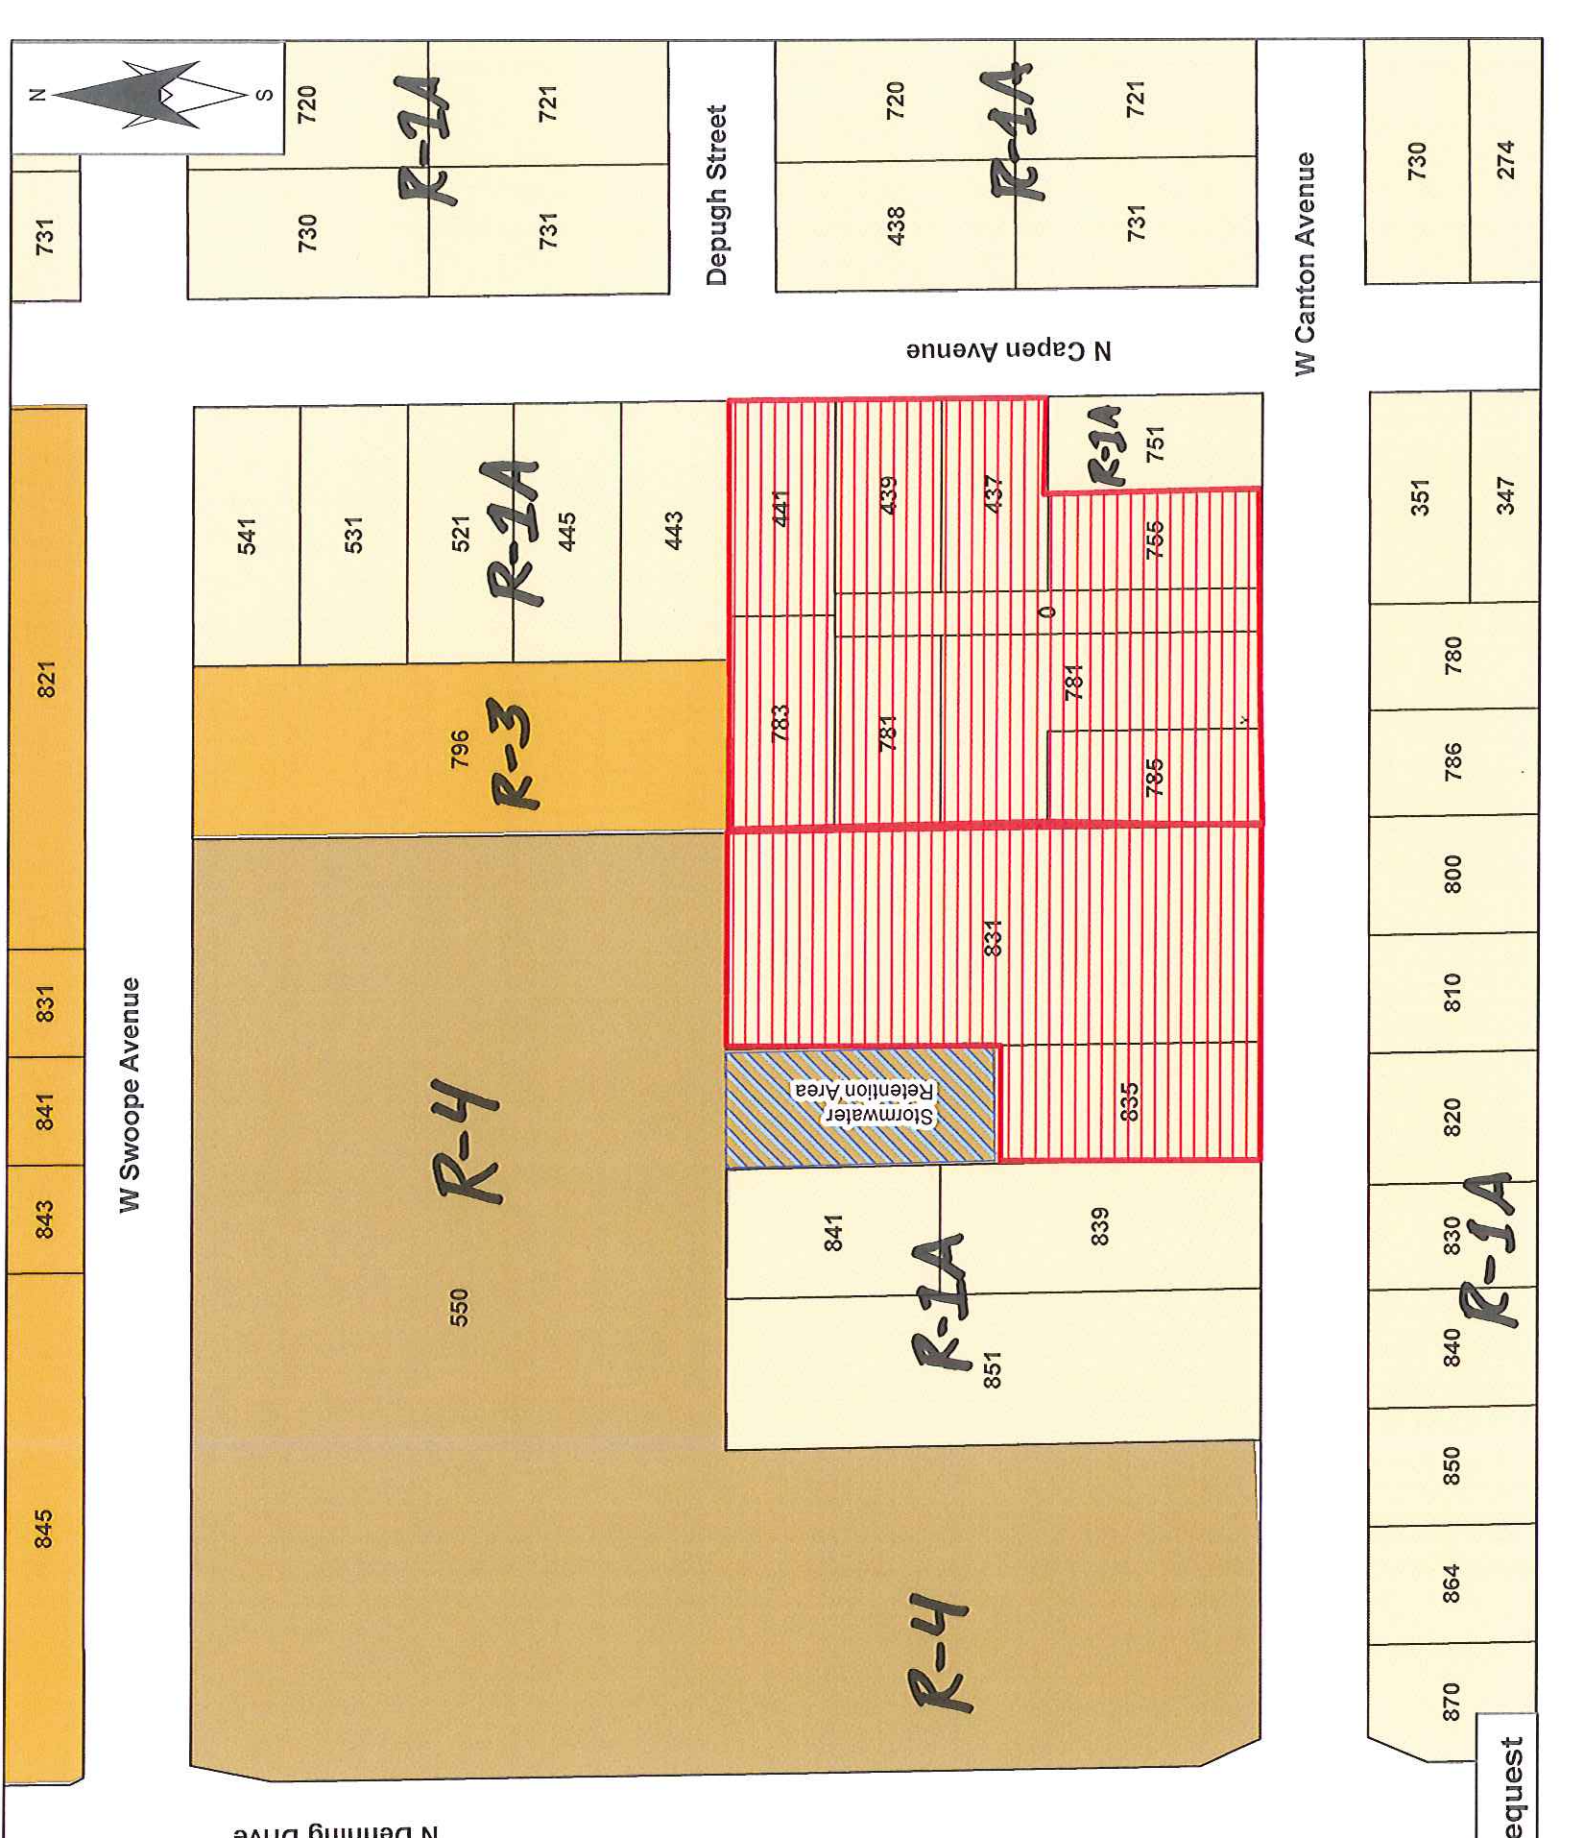 N
S
731
720
721
730
731
R-1A
Depugh Street
720
721
438
731
R-1A
W Canton Avenue
730
274
N Capen Avenue
821
831
841
843
845
W Swoope Avenue
541
531
521
445
443
R-1A
796
R-3
R-4
550
441
439
437
R-1A
751
755
0
783
781
781
785
831
Stormwater
Retention Area
835
841
839
R-1A
851
R-4
351
347
780
786
800
810
820
830
R-1A
840
850
864
870
N Denning Drive
equest